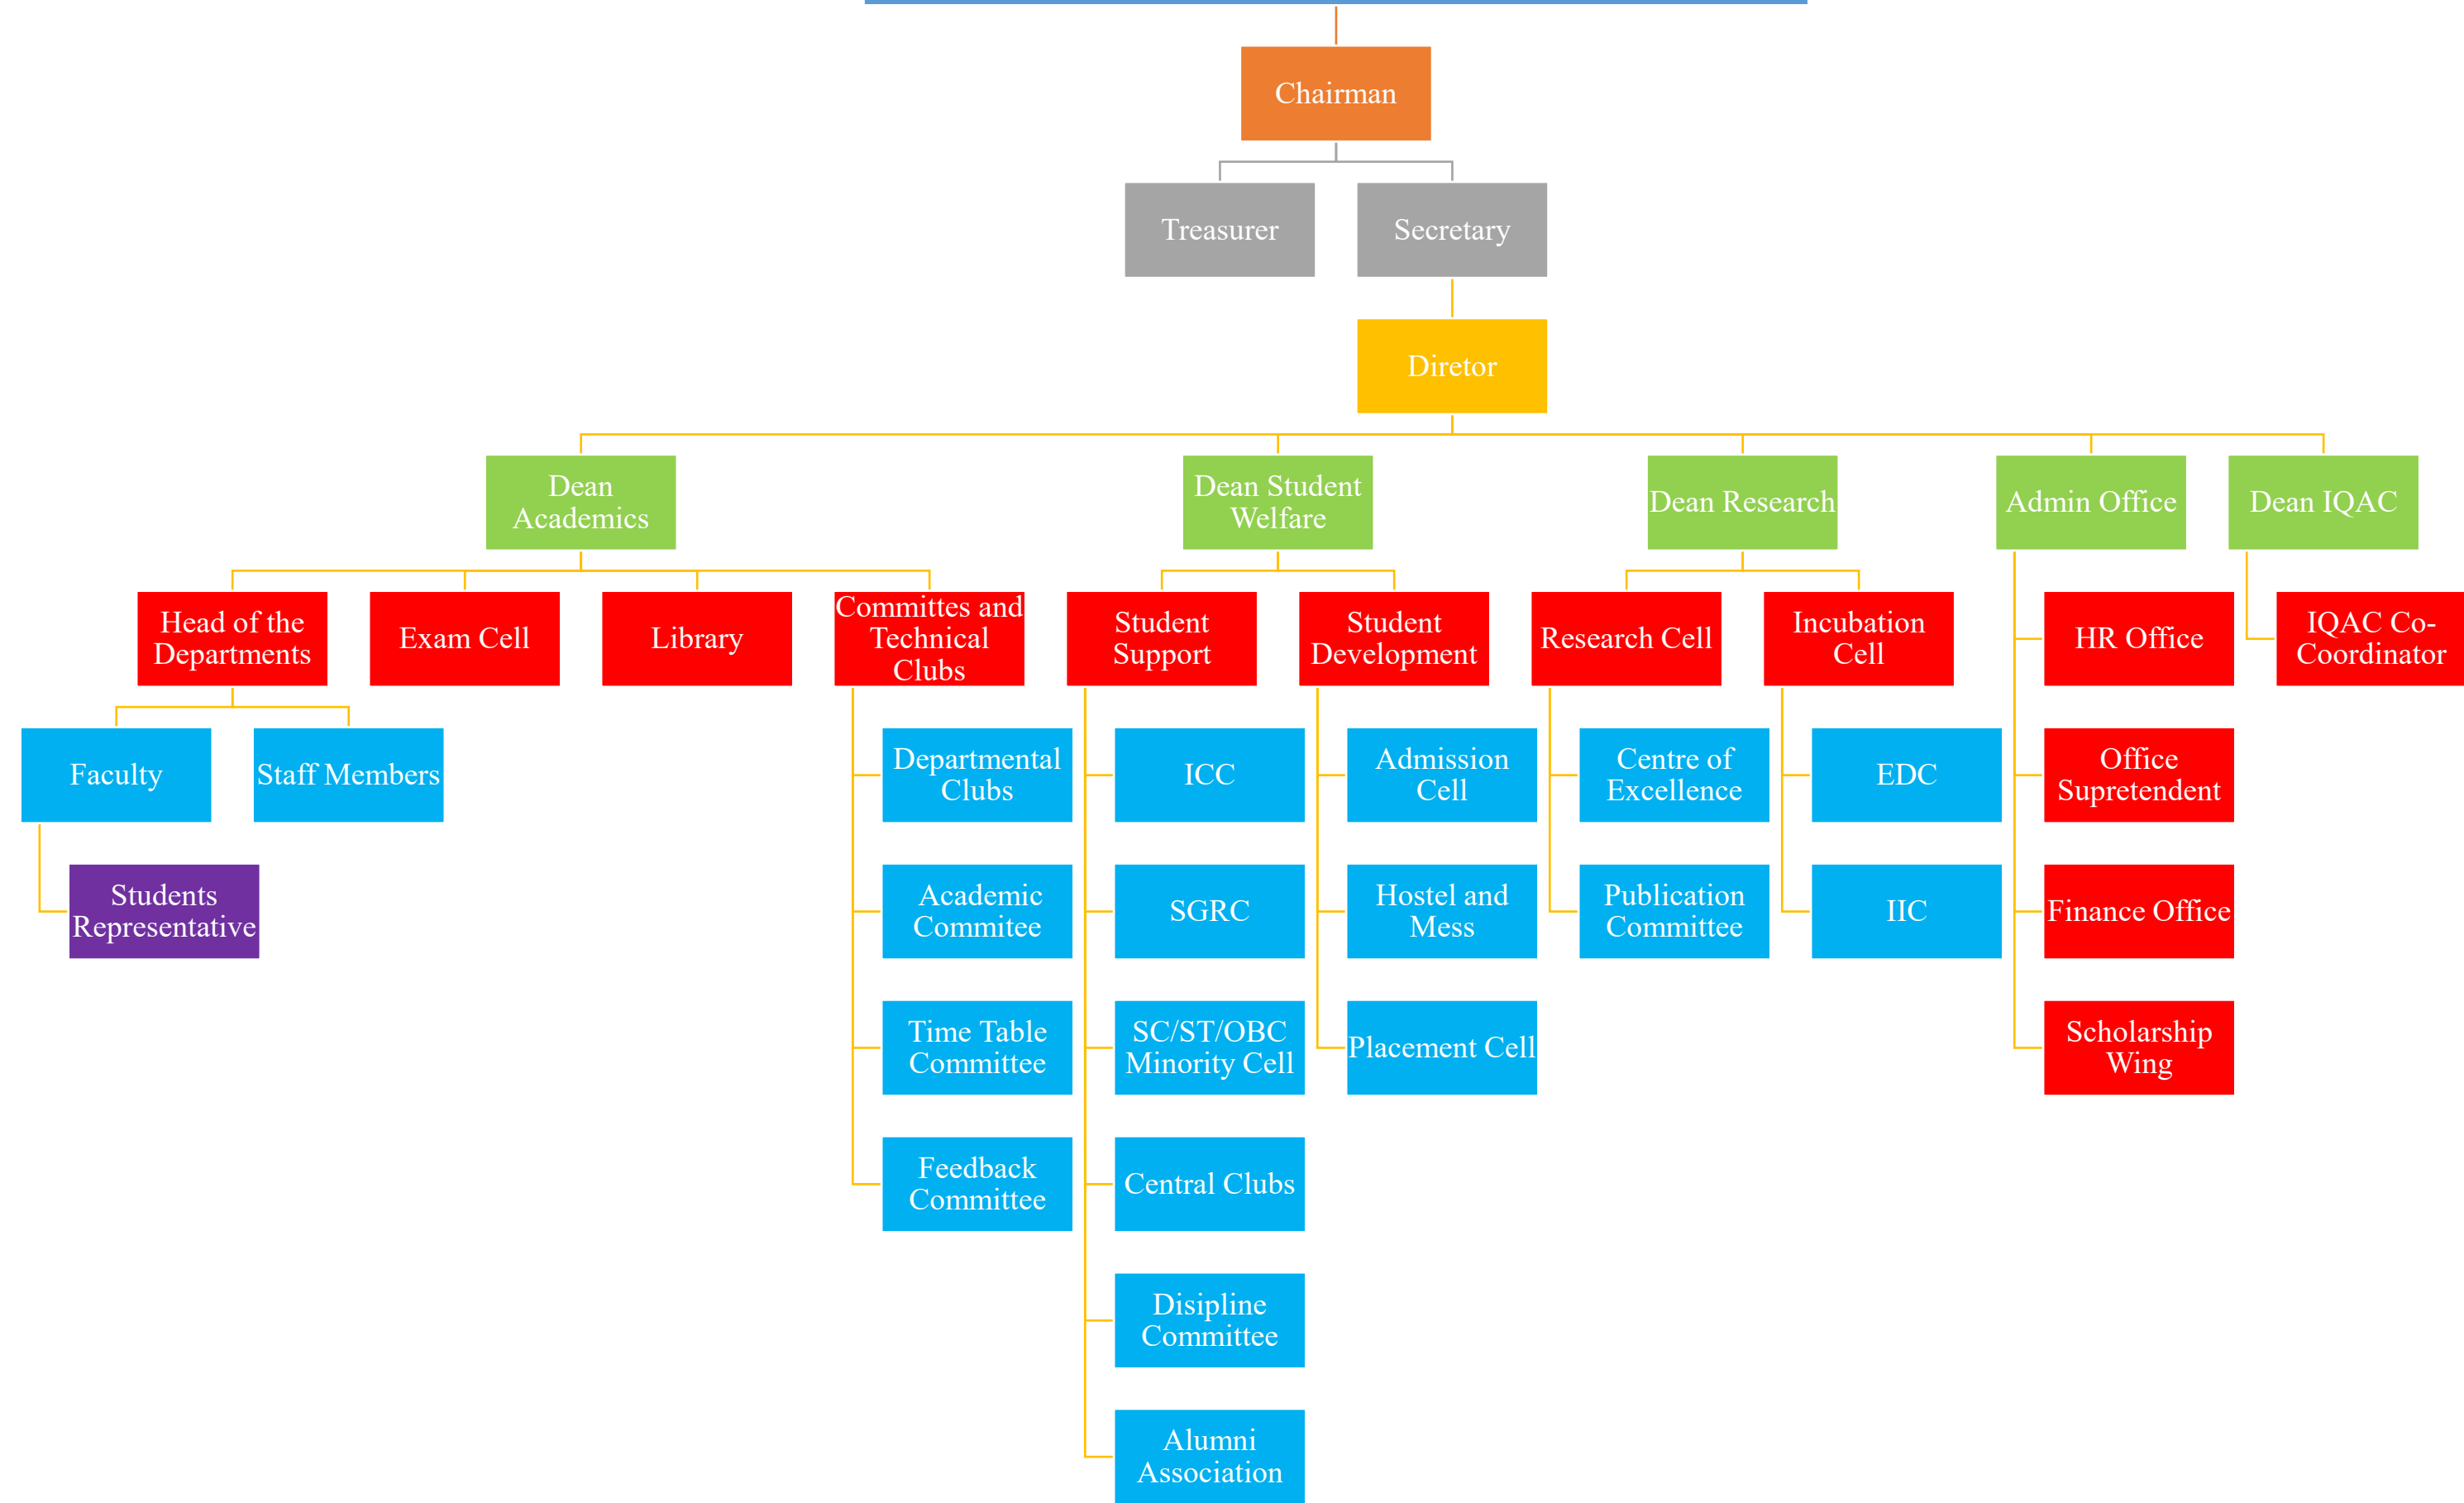 Chairman
Treasurer
Secretary
Diretor
Dean
Academics
Dean Student
Welfare
Dean Research
Admin Office
Dean IQAC
Head of the
Departments
Exam Cell
Library
Committes and
Technical
Clubs
Student
Support
Student
Development
Research Cell
Incubation
Cell
HR Office
IQAC Co-
Coordinator
Faculty
Staff Members
Departmental
Clubs
ICC
Admission
Cell
Centre of
Excellence
EDC
Office
Supretendent
Students
Representative
Academic
Commitee
SGRC
Hostel and
Mess
Publication
Committee
IIC
Finance Office
Time Table
Committee
SC/ST/OBC
Minority Cell
Placement Cell
Scholarship
Wing
Feedback
Committee
Central Clubs
Disipline
Committee
Alumni
Association